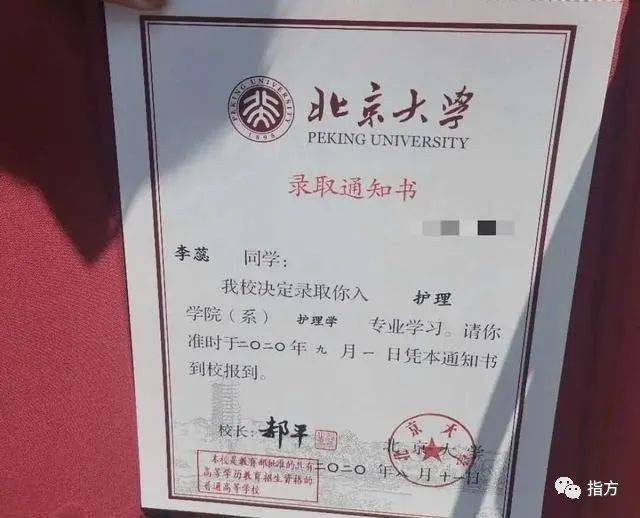 PEKING UNIVERSITY
1898
北京大学
PEKING UNIVERSITY
录取通知书
李蕊 同学：
我校决定录取你入 护理
学院（系） 护理学 专业学习。请你
准时于二〇二〇年九月一日凭本通知书
到校报到。
校长：郝平
北京大学
二〇二〇年八月十一日
本校是教育部批准的具有
高等学历教育招生资格的
普通高等学校
指方